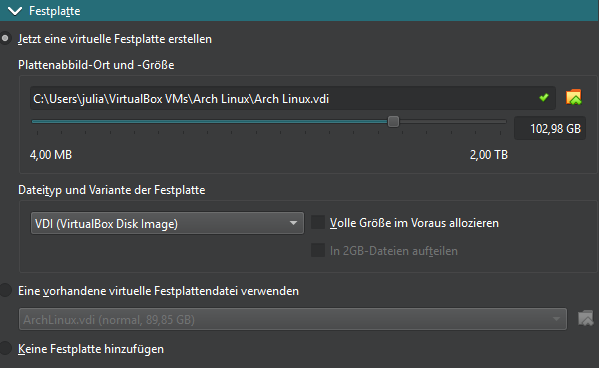 Festplatte
Jetzt eine virtuelle Festplatte erstellen
Plattenabbild-Ort und -Größe
C:\Users\julia\VirtualBox VMs\Arch Linux\Arch Linux.vdi
102,98 GB
4,00 MB 2,00 TB
Dateityp und Variante der Festplatte
VDI (VirtualBox Disk Image) Volle Größe im Voraus allozieren
In 2GB-Dateien aufteilen
Eine vorhandene virtuelle Festplattendatei verwenden
ArchLinux.vdi (normal, 89,85 GB)
Keine Festplatte hinzufügen